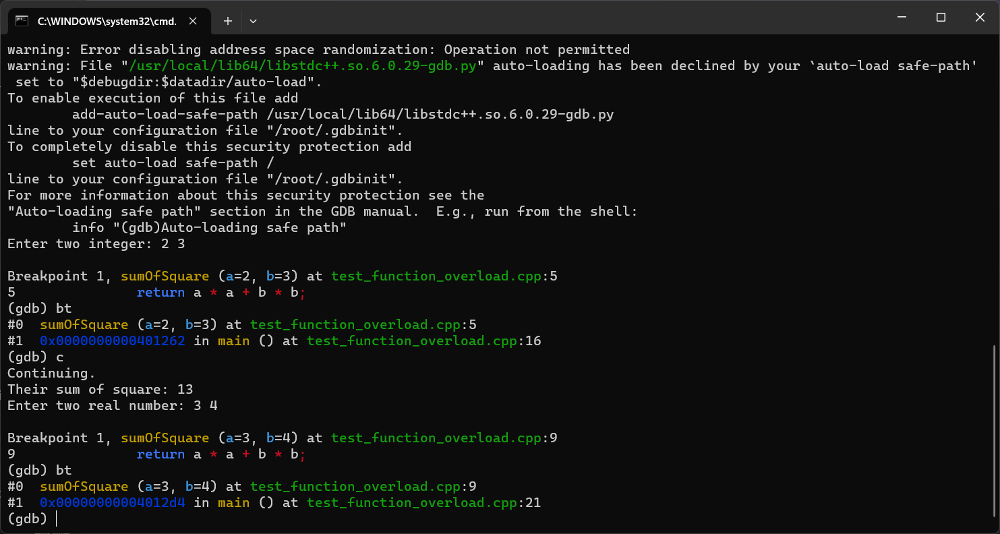 C:\WINDOWS\system32\cmd.
warning: Error disabling address space randomization: Operation not permitted
warning: File "/usr/local/lib64/libstdc++.so.6.0.29-gdb.py" auto-loading has been declined by your `auto-load safe-path'
 set to "$debugdir:$datadir/auto-load".
To enable execution of this file add
        add-auto-load-safe-path /usr/local/lib64/libstdc++.so.6.0.29-gdb.py
line to your configuration file "/root/.gdbinit".
To completely disable this security protection add
        set auto-load safe-path /
line to your configuration file "/root/.gdbinit".
For more information about this security protection see the
"Auto-loading safe path" section in the GDB manual.  E.g., run from the shell:
        info "(gdb)Auto-loading safe path"
Enter two integer: 2 3
Breakpoint 1, sumOfSquare (a=2, b=3) at test_function_overload.cpp:5
5               return a * a + b * b;
(gdb) bt
#0  sumOfSquare (a=2, b=3) at test_function_overload.cpp:5
#1  0x0000000000401262 in main () at test_function_overload.cpp:16
(gdb) c
Continuing.
Their sum of square: 13
Enter two real number: 3 4
Breakpoint 1, sumOfSquare (a=3, b=4) at test_function_overload.cpp:9
9               return a * a + b * b;
(gdb) bt
#0  sumOfSquare (a=3, b=4) at test_function_overload.cpp:9
#1  0x00000000004012d4 in main () at test_function_overload.cpp:21
(gdb)